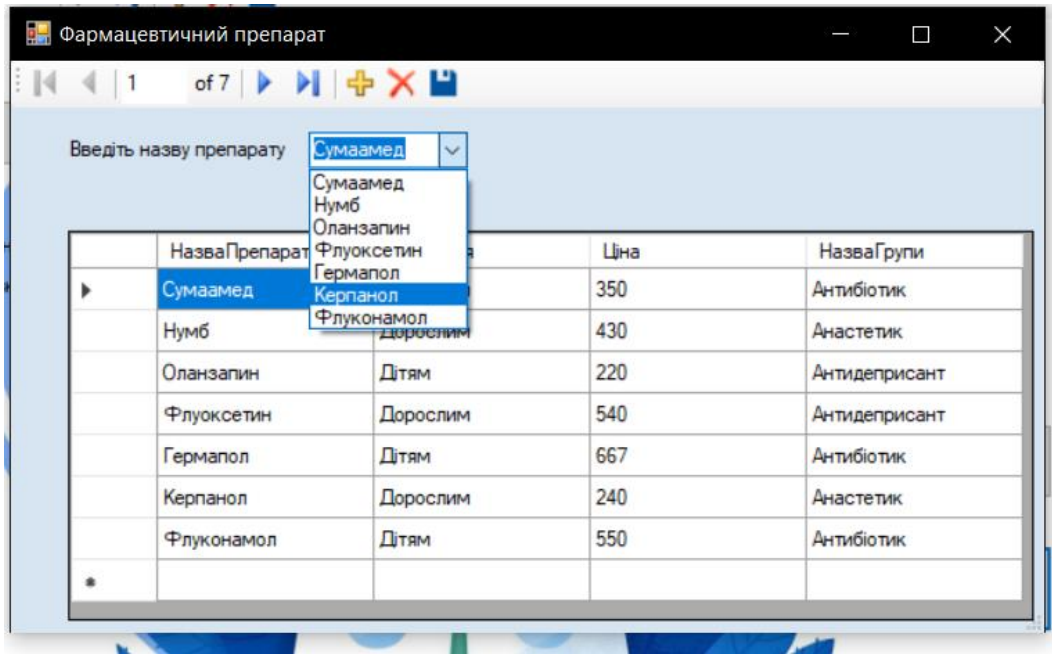 Фармацевтичний препарат
1 of 7
Введіть назву препарату Сумаамед
Сумаамед
Нумб
Оланзапин
Флуоксетин
Гермапол
Керпанол
Флуконамол
НазваПрепарат Ціна НазваГрупи
Сумаамед 350 Антибіотик
Нумб Дорослим 430 Анастетик
Оланзапин Дітям 220 Антидеприсант
Флуоксетин Дорослим 540 Антидеприсант
Гермапол Дітям 667 Антибіотик
Керпанол Дорослим 240 Анастетик
Флуконамол Дітям 550 Антибіотик